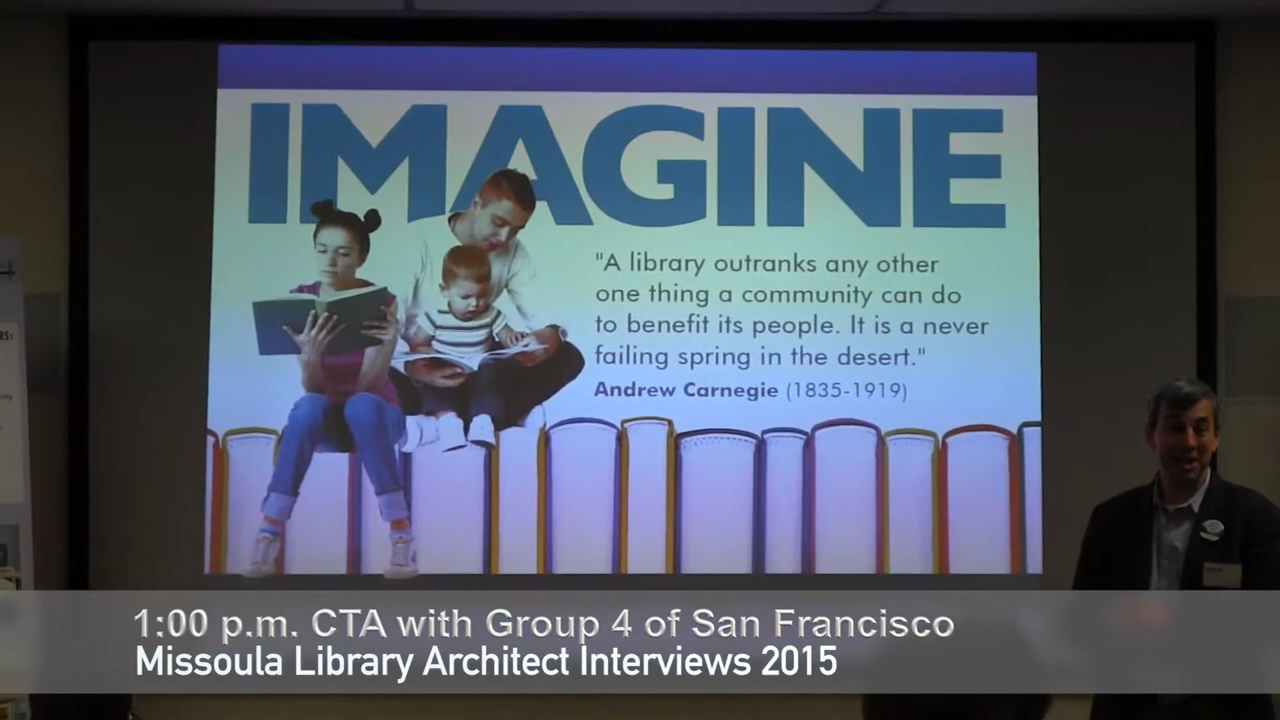 IMAGINE
"A library outranks any other
one thing a community can do
to benefit its people. It is a never
failing spring in the desert."
Andrew Carnegie (1835-1919)
1:00 p.m. CTA with Group 4 of San Francisco
Missoula Library Architect Interviews 2015